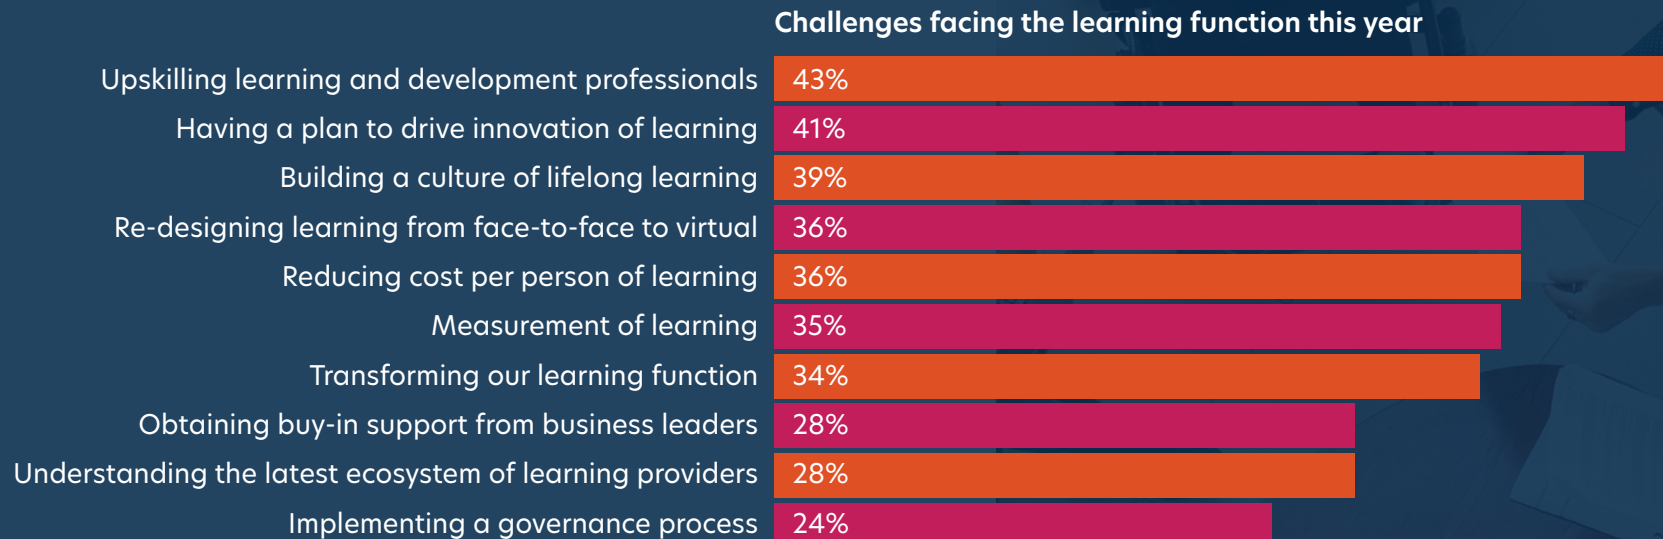 Challenges facing the learning function this year
Upskilling learning and development professionals 43%
Having a plan to drive innovation of learning 41%
Building a culture of lifelong learning 39%
Re-designing learning from face-to-face to virtual 36%
Reducing cost per person of learning 36%
Measurement of learning 35%
Transforming our learning function 34%
Obtaining buy-in support from business leaders 28%
Understanding the latest ecosystem of learning providers 28%
Implementing a governance process 24%